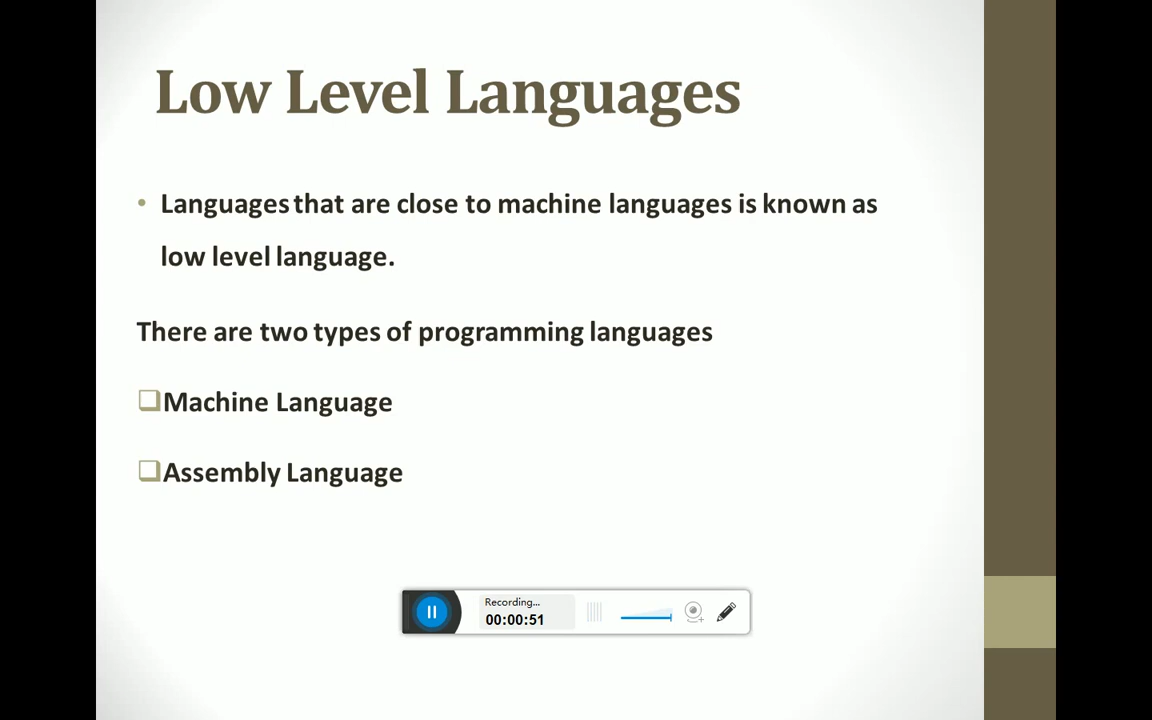 Low Level Languages
• Languages that are close to machine languages is known as
low level language.
There are two types of programming languages
❑Machine Language
❑Assembly Language
Recording...
00:00:51